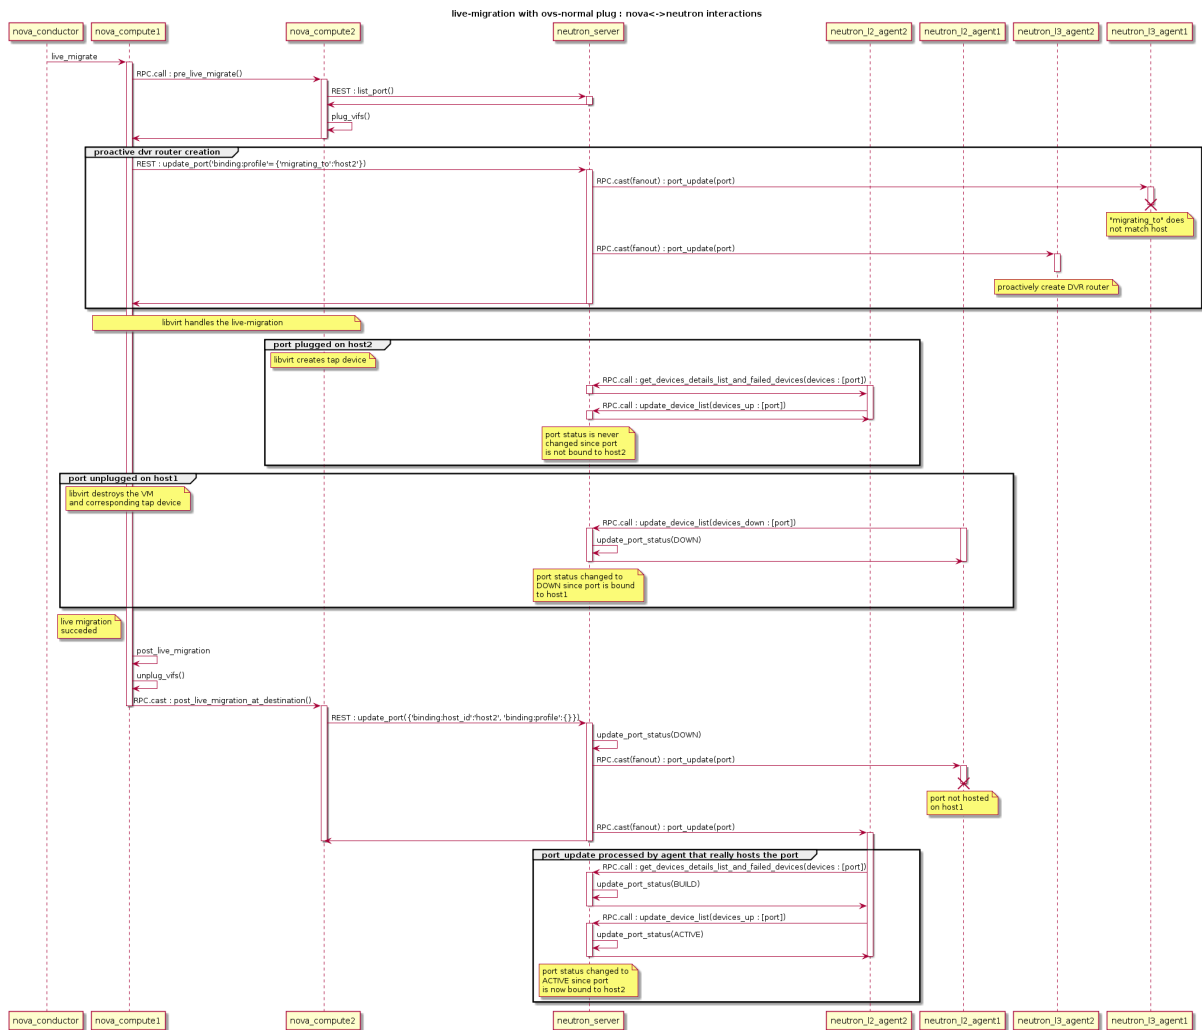 live-migration with ovs-normal plug : nova<->neutron interactions
nova_conductor
nova_compute1
nova_compute2
neutron_server
neutron_l2_agent2
neutron_l2_agent1
neutron_l3_agent2
neutron_l3_agent1
live_migrate
RPC.call : pre_live_migrate()
REST : list_port()
plug_vifs()
proactive dvr router creation
REST : update_port('binding:profile'= {'migrating_to':'host2'})
RPC.cast(fanout) : port_update(port)
"migrating_to" does
not match host
RPC.cast(fanout) : port_update(port)
proactively create DVR router
libvirt handles the live-migration
port plugged on host2
libvirt creates tap device
RPC.call : get_devices_details_list_and_failed_devices(devices : [port])
RPC.call : update_device_list(devices_up : [port])
port status is never
changed since port
is not bound to host2
port unplugged on host1
libvirt destroys the VM
and corresponding tap device
RPC.call : update_device_list(devices_down : [port])
update_port_status(DOWN)
port status changed to
DOWN since port is bound
to host1
live migration
succeded
post_live_migration
unplug_vifs()
RPC.cast : post_live_migration_at_destination()
REST : update_port({'binding:host_id':'host2', 'binding:profile':{}})
update_port_status(DOWN)
RPC.cast(fanout) : port_update(port)
port not hosted
on host1
RPC.cast(fanout) : port_update(port)
port_update processed by agent that really hosts the port
RPC.call : get_devices_details_list_and_failed_devices(devices : [port])
update_port_status(BUILD)
RPC.call : update_device_list(devices_up : [port])
update_port_status(ACTIVE)
port status changed to
ACTIVE since port
is now bound to host2
nova_conductor
nova_compute1
nova_compute2
neutron_server
neutron_l2_agent2
neutron_l2_agent1
neutron_l3_agent2
neutron_l3_agent1